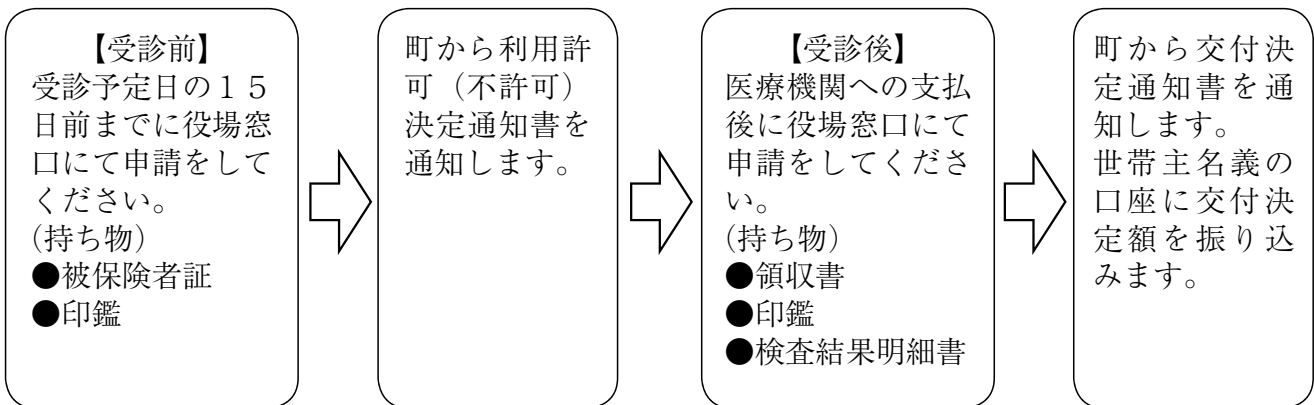 【受診前】
受診予定日の１５
日前までに役場窓
口にて申請をして
ください。
(持ち物)
●被保険者証
●印鑑
町から利用許
可（不許可）
決定通知書を
通知します。
【受診後】
医療機関への支払
後に役場窓口にて
申請をしてくださ
い。
(持ち物)
●領収書
●印鑑
●検査結果明細書
町から交付決
定通知書を通
知します。
世帯主名義の
口座に交付決
定額を振り込
みます。